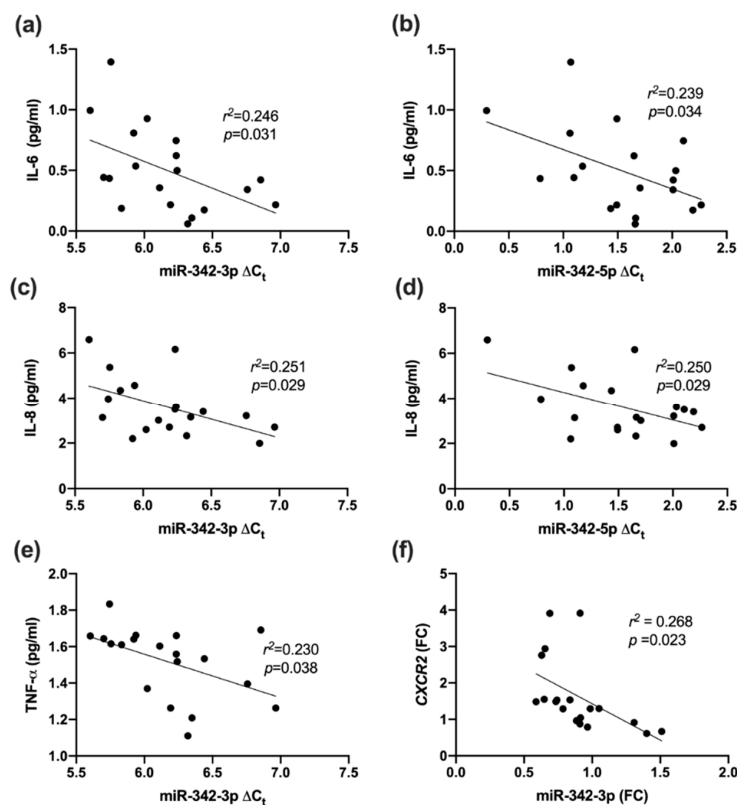 (a)
1.5
1.0
0.5
0.0
IL-6 (pg/ml)
r²=0.246
p=0.031
5.5 6.0 6.5 7.0 7.5
miR-342-3p ΔCt
(b)
1.5
1.0
0.5
0.0
IL-6 (pg/ml)
r²=0.239
p=0.034
0.0 0.5 1.0 1.5 2.0 2.5
miR-342-5p ΔCt
(c)
8
6
4
2
0
IL-8 (pg/ml)
r²=0.251
p=0.029
5.5 6.0 6.5 7.0 7.5
miR-342-3p ΔCt
(d)
8
6
4
2
0
IL-8 (pg/ml)
r²=0.250
p=0.029
0.0 0.5 1.0 1.5 2.0 2.5
miR-342-5p ΔCt
(e)
2.0
1.8
1.6
1.4
1.2
1.0
TNF-α (pg/ml)
r²=0.230
p=0.038
5.5 6.0 6.5 7.0 7.5
miR-342-3p ΔCt
(f)
5
4
3
2
1
0
CXCR2 (FC)
r² = 0.268
p =0.023
0.0 0.5 1.0 1.5 2.0
miR-342-3p (FC)